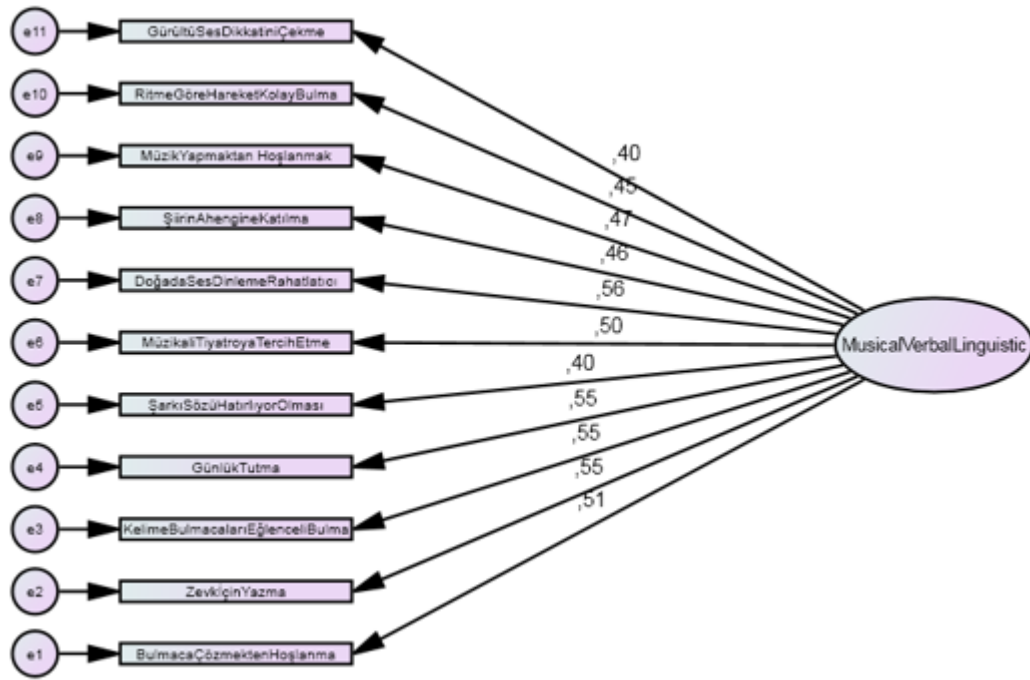 e11 GürültüSesDikkatiniÇekme
e10 RitmeGöreHareketKolayBulma
e9 MüzikYapmaktan Hoşlanmak
e8 ŞiirinAhengineKatılma
e7 DoğadaSesDinlemeRahatlatıcı
e6 MüzikaliTiyatroyaTercihEtme
e5 ŞarkıSözüHatırlıyorOlması
e4 GünlükTutma
e3 KelimeBulmacalarıEğlenceliBulma
e2 ZevkİçinYazma
e1 BulmacaÇözmektenHoşlanma
,40
,45
,47
,46
,56
,50
,40
,55
,55
,55
,51
MusicalVerbalLinguistic